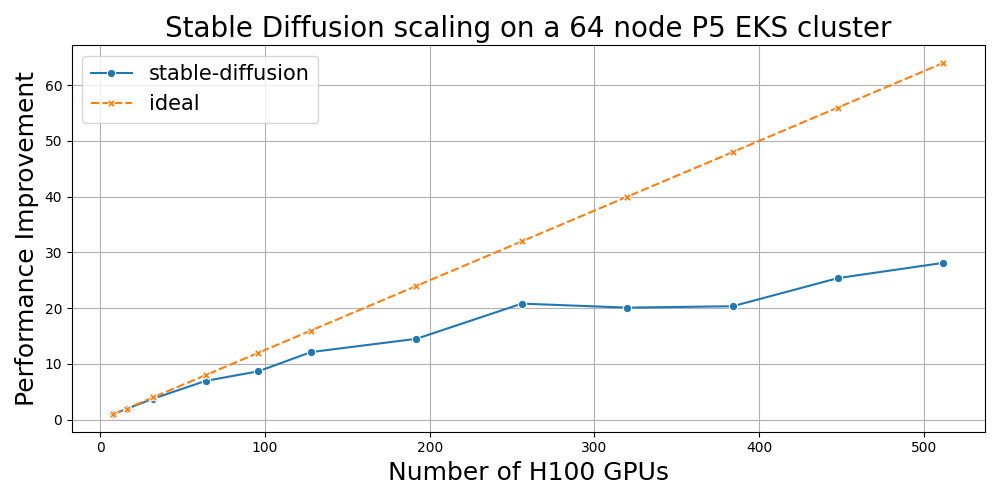 Stable Diffusion scaling on a 64 node P5 EKS cluster
stable-diffusion
ideal
Performance Improvement
60
50
40
30
20
10
0
0 100 200 300 400 500
Number of H100 GPUs